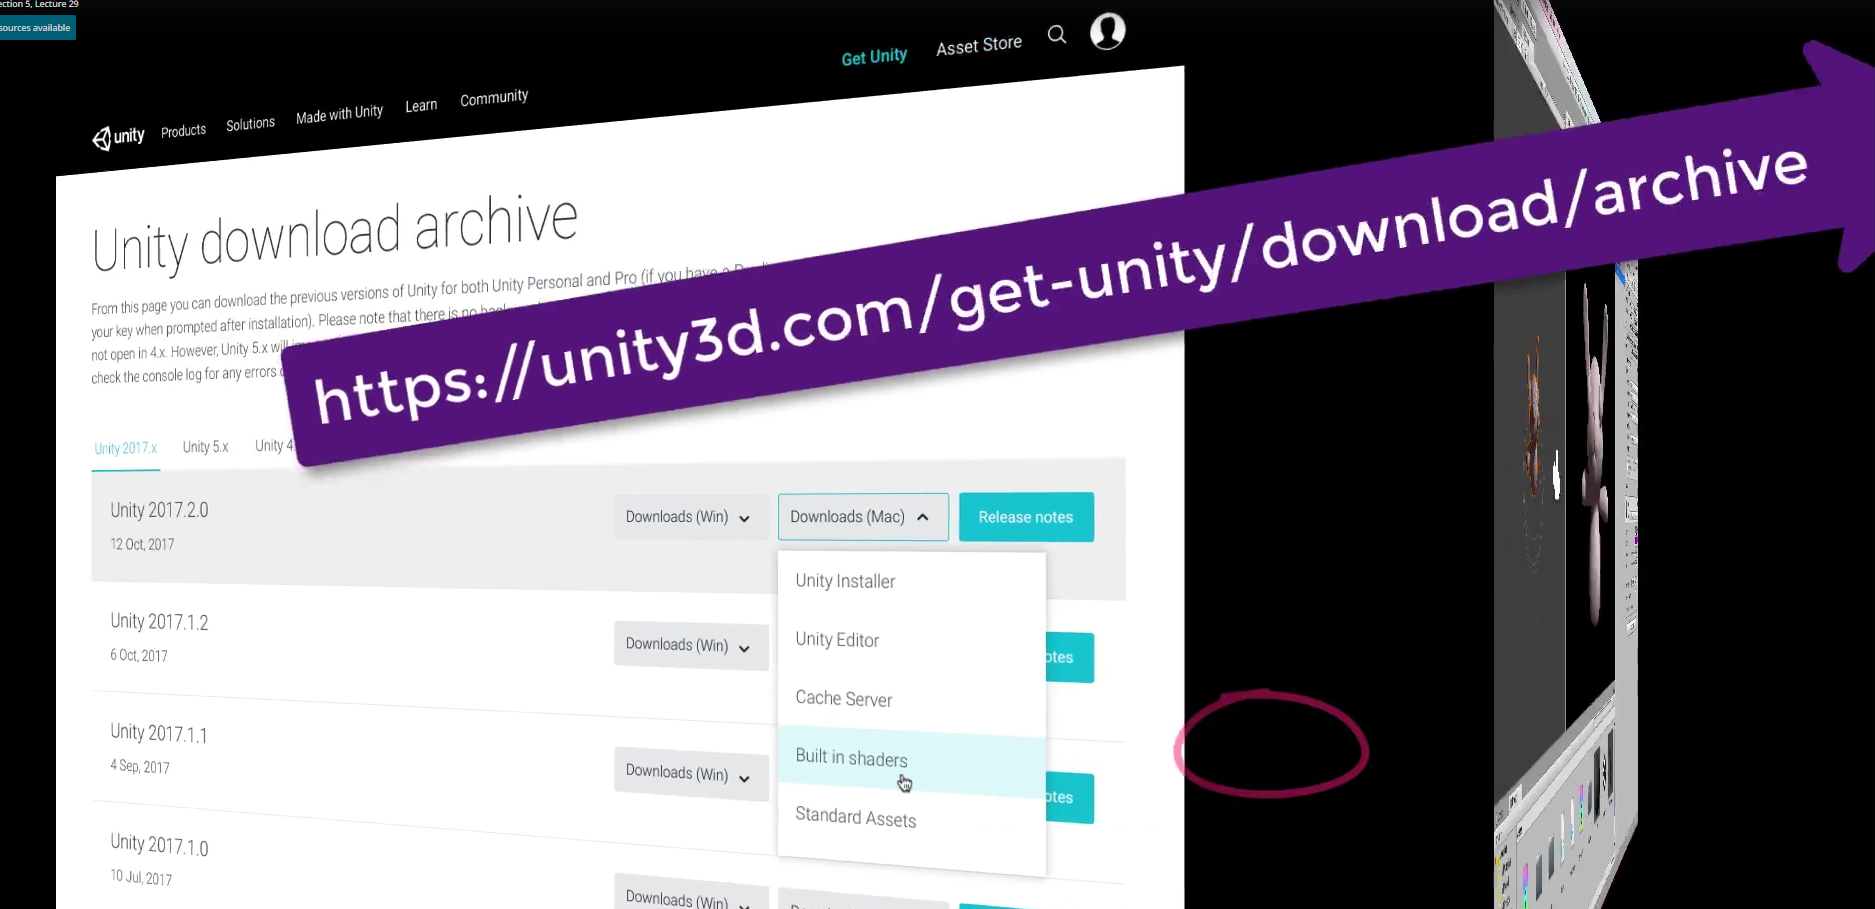 ection 5, Lecture 29
sources available
Get Unity
Asset Store
unity
Products
Solutions
Made with Unity
Learn
Community
Unity download archive
From this page you can download the previous versions of Unity for both Unity Personal and Pro (if you have a
your key when prompted after installation). Please note that there is no
not open in 4.x. However, Unity 5.x will
check the console log for any errors
https://unity3d.com/get-unity/download/archive
Unity 2017.x
Unity 5.x
Unity 4
Unity 2017.2.0
12 Oct, 2017
Downloads (Win)
Downloads (Mac)
Release notes
Unity Installer
Unity Editor
Cache Server
Built in shaders
Standard Assets
Unity 2017.1.2
6 Oct, 2017
Downloads (Win)
otes
Unity 2017.1.1
4 Sep, 2017
Downloads (Win)
otes
Unity 2017.1.0
10 Jul, 2017
Downloads (Win)